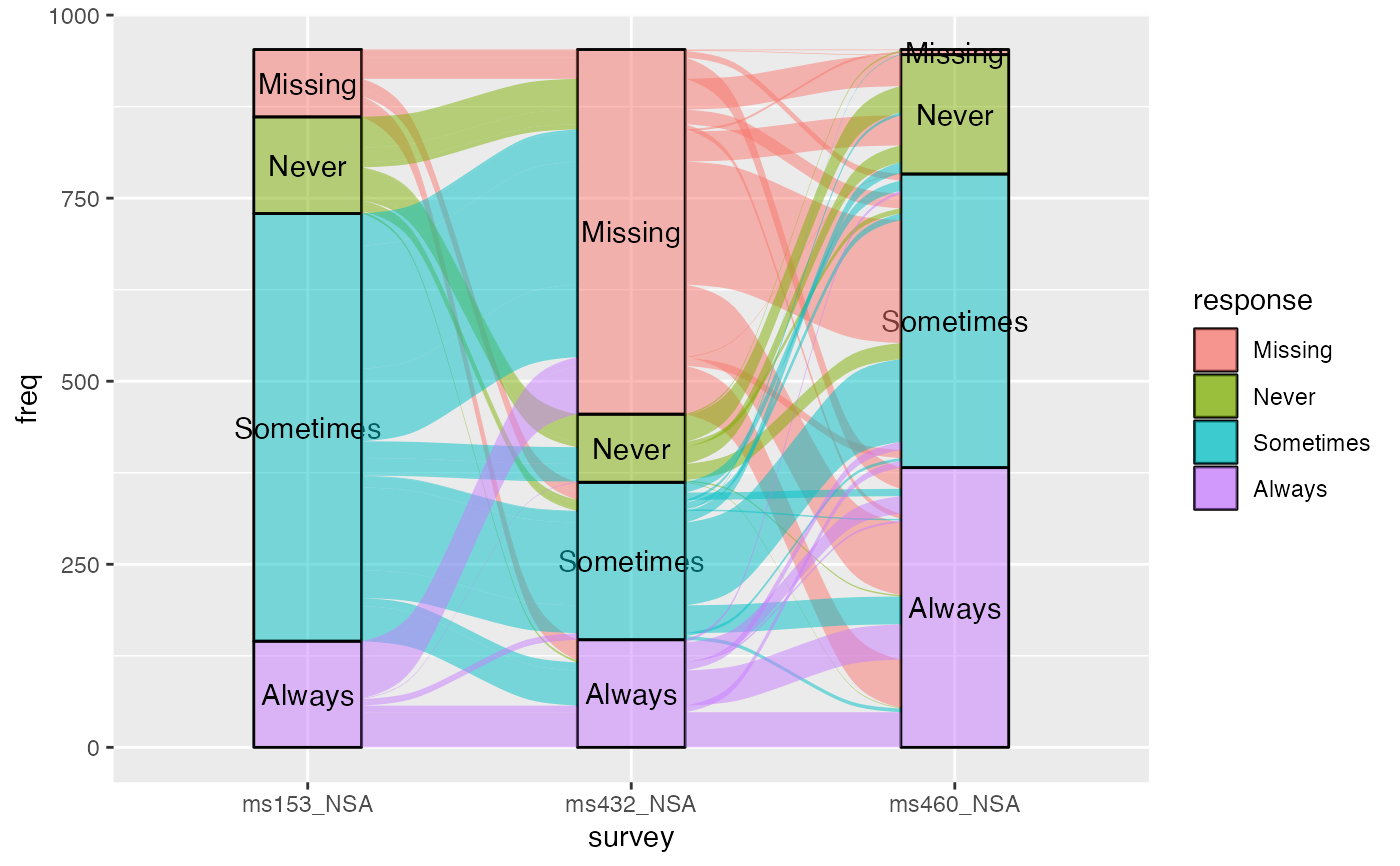 1000
750
500
250
0
freq
Missing
Never
Sometimes
Always
Missing
Never
Sometimes
Always
Missing
Never
Sometimes
Always
ms153_NSA
ms432_NSA
ms460_NSA
survey
response
Missing
Never
Sometimes
Always